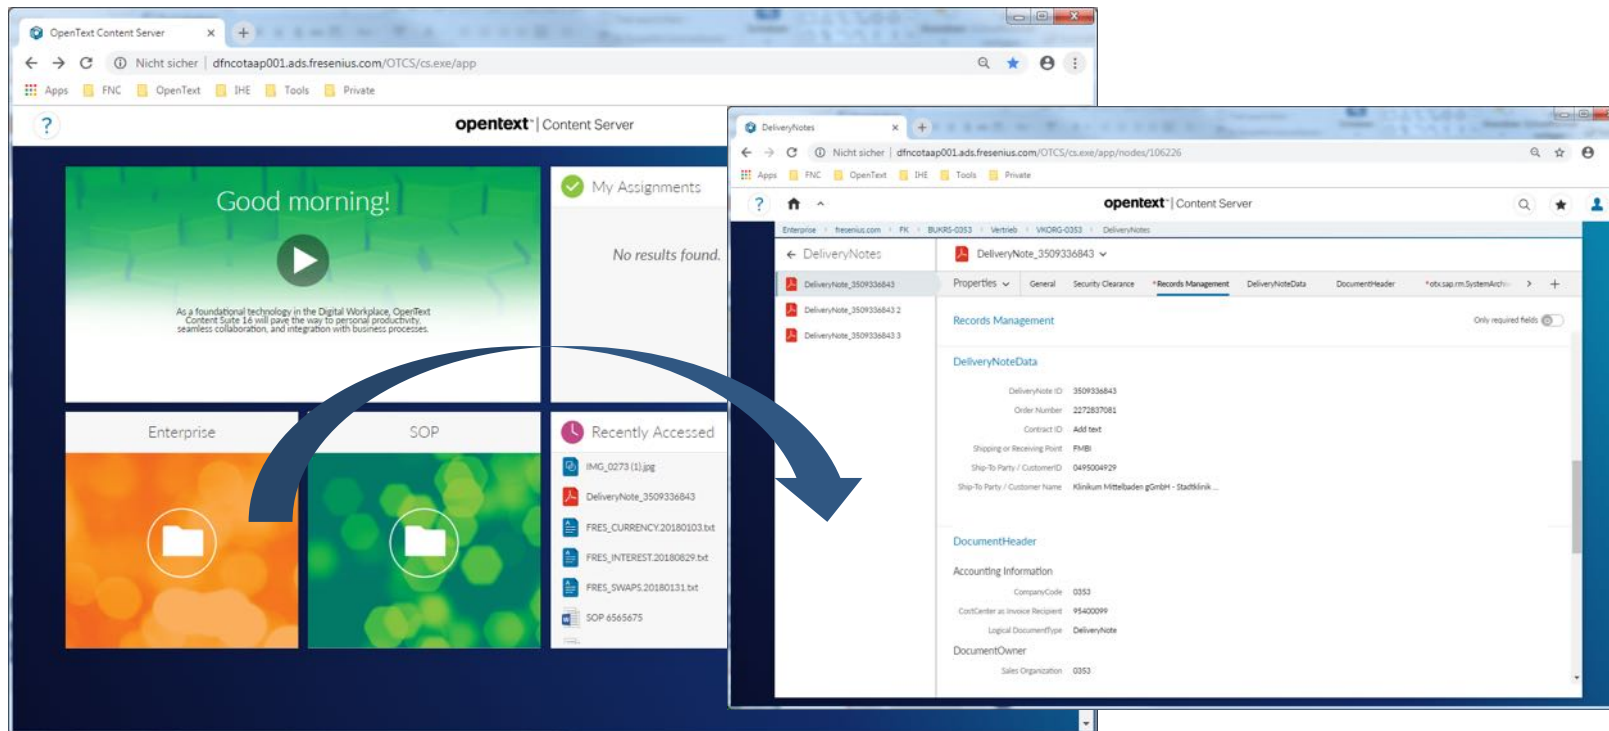 OpenText Content Server
Nicht sicher | dfncotaap001.ads.fresenius.com/OTCS/cs.exe/app
Apps FNC OpenText IHE Tools Private
? opentext™ | Content Server
Good morning!
As a foundational technology in the Digital Workplace, OpenText
Content Suite 16 will pave the way to personal productivity,
seamless collaboration, and integration with business processes.
My Assignments
No results found.
Enterprise
SOP
Recently Accessed
IMG_0273 (1).jpg
DeliveryNote_3509336843
FRES_CURRENCY.20180103.txt
FRES_INTEREST.20180829.txt
FRES_SWAPS.20180131.txt
SOP 6565675
DeliveryNotes
Nicht sicher | dfncotaap001.ads.fresenius.com/OTCS/cs.exe/app/nodes/106226
Apps FNC OpenText IHE Tools Private
? opentext™ | Content Server
Enterprise fresenius.com FK BUKRS-0353 Vertrieb VKORG-0353 DeliveryNotes
DeliveryNotes
DeliveryNote_3509336843
DeliveryNote_3509336843 2
DeliveryNote_3509336843 3
DeliveryNote_3509336843
Properties General Security Clearance *Records Management DeliveryNoteData DocumentHeader *otx.sap.rm.SystemArchiv
Records Management Only required fields
DeliveryNoteData
DeliveryNote ID 3509336843
Order Number 2272837081
Contract ID Add text
Shipping or Receiving Point FMBI
Ship-To Party / CustomerID 0495004929
Ship-To Party / Customer Name Klinikum Mittelbaden gGmbH - Stadtklinik ...
DocumentHeader
Accounting Information
CompanyCode 0353
CostCenter as Invoice Recipient 95400099
Logical DocumentType DeliveryNote
DocumentOwner
Sales Organization 0353